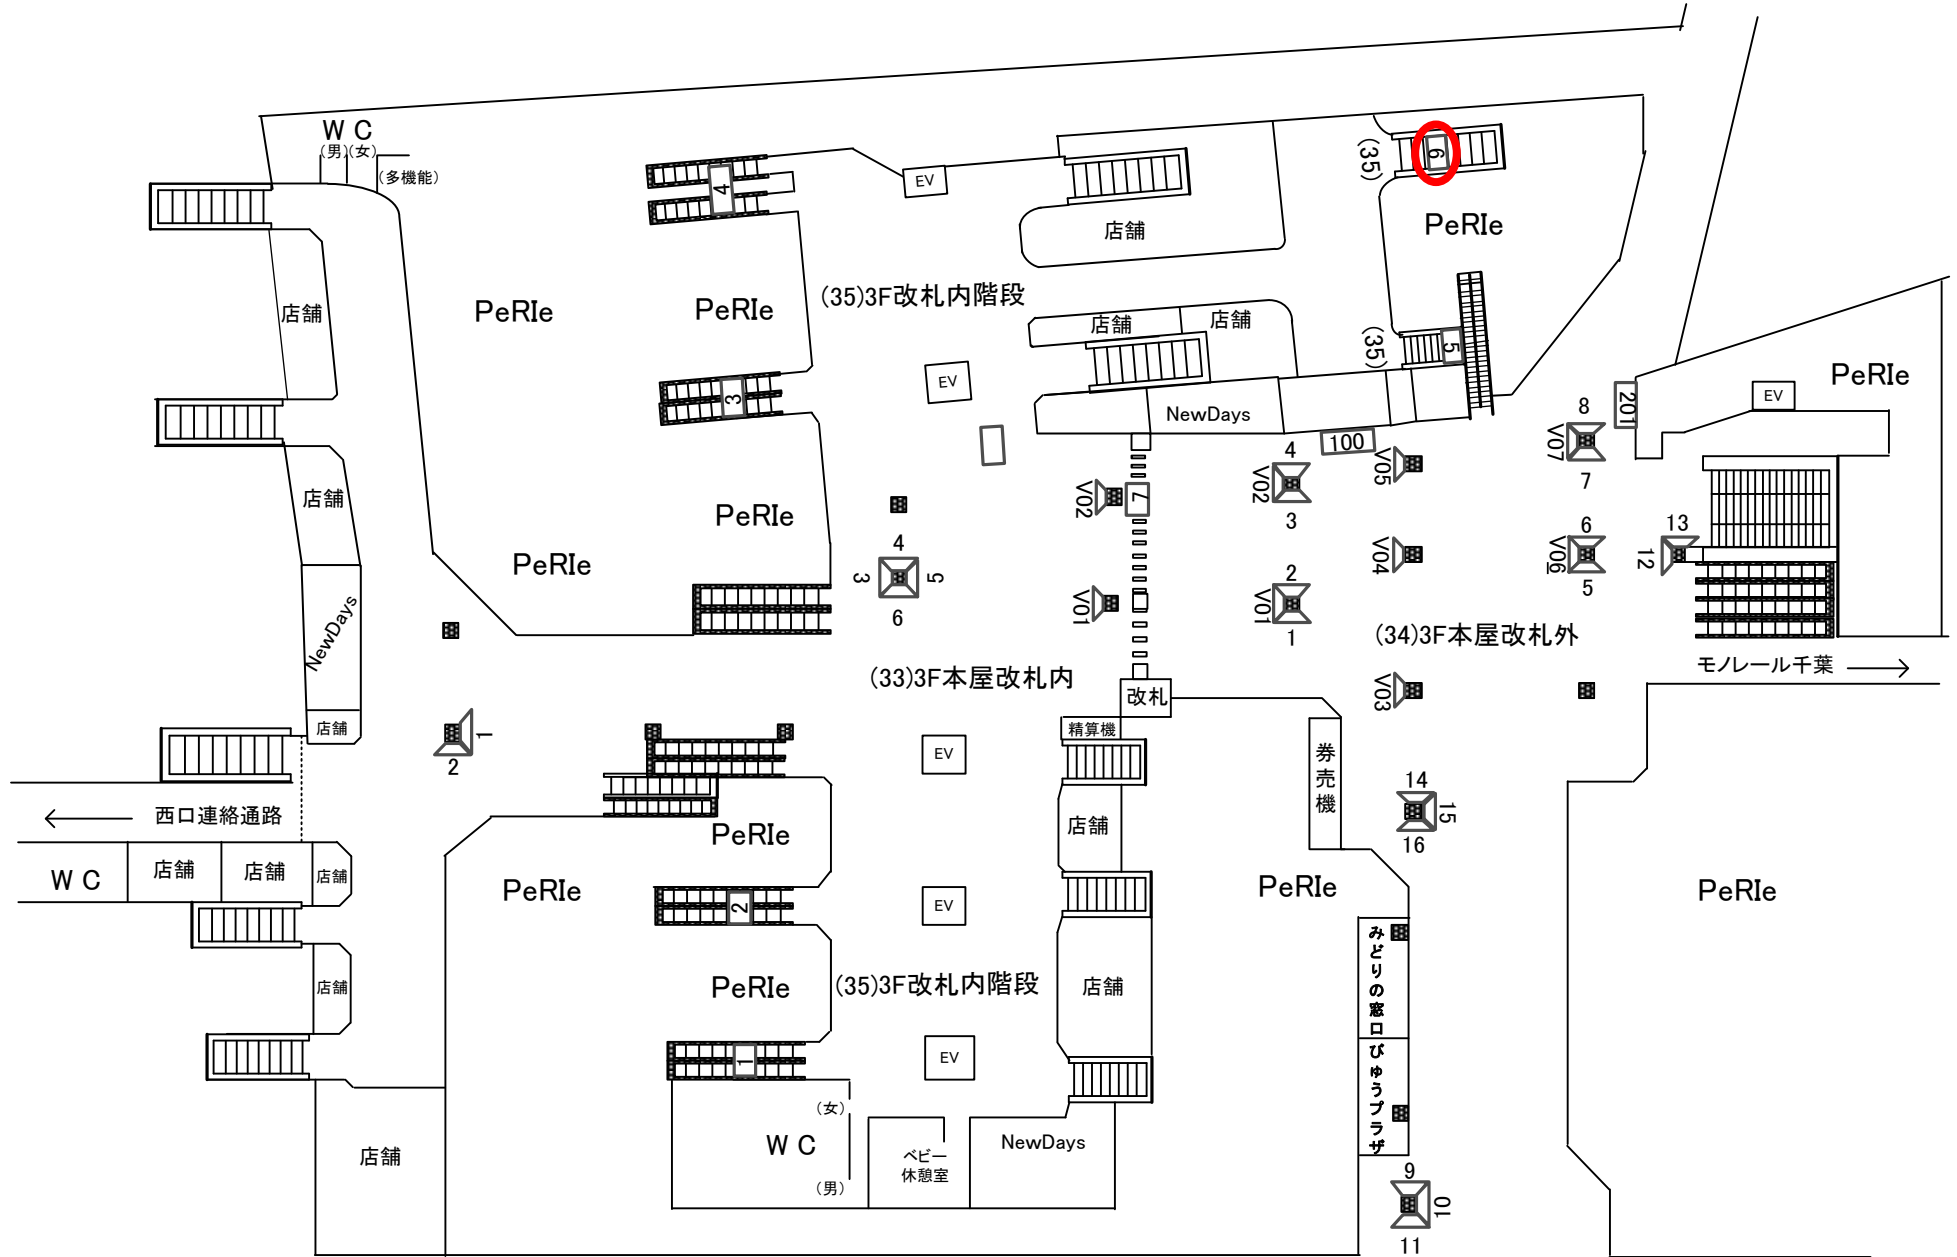 W C
(男)(女)
(多機能)
4
EV
店舗
(35)
6
PeRIe
店舗
PeRIe
PeRIe
(35)3F改札内階段
店舗
店舗
(35)
5
EV
3
NewDays
PeRIe
EV
201
8
V07
7
100
4
V02
3
V05
店舗
PeRIe
V02
7
4
3
5
6
PeRIe
V04
6
V06
5
13
12
V01
2
V01
1
NewDays
(34)3F本屋改札外
モノレール千葉
(33)3F本屋改札内
改札
V03
店舗
1
2
精算機
EV
券売機
14
15
16
西口連絡通路
PeRIe
店舗
W C
店舗
店舗
店舗
PeRIe
2
EV
PeRIe
PeRIe
みどりの窓口
店舗
PeRIe
(35)3F改札内階段
店舗
1
EV
びゅうプラザ
(女)
W C
(男)
ベビー
休憩室
NewDays
店舗
9
10
11